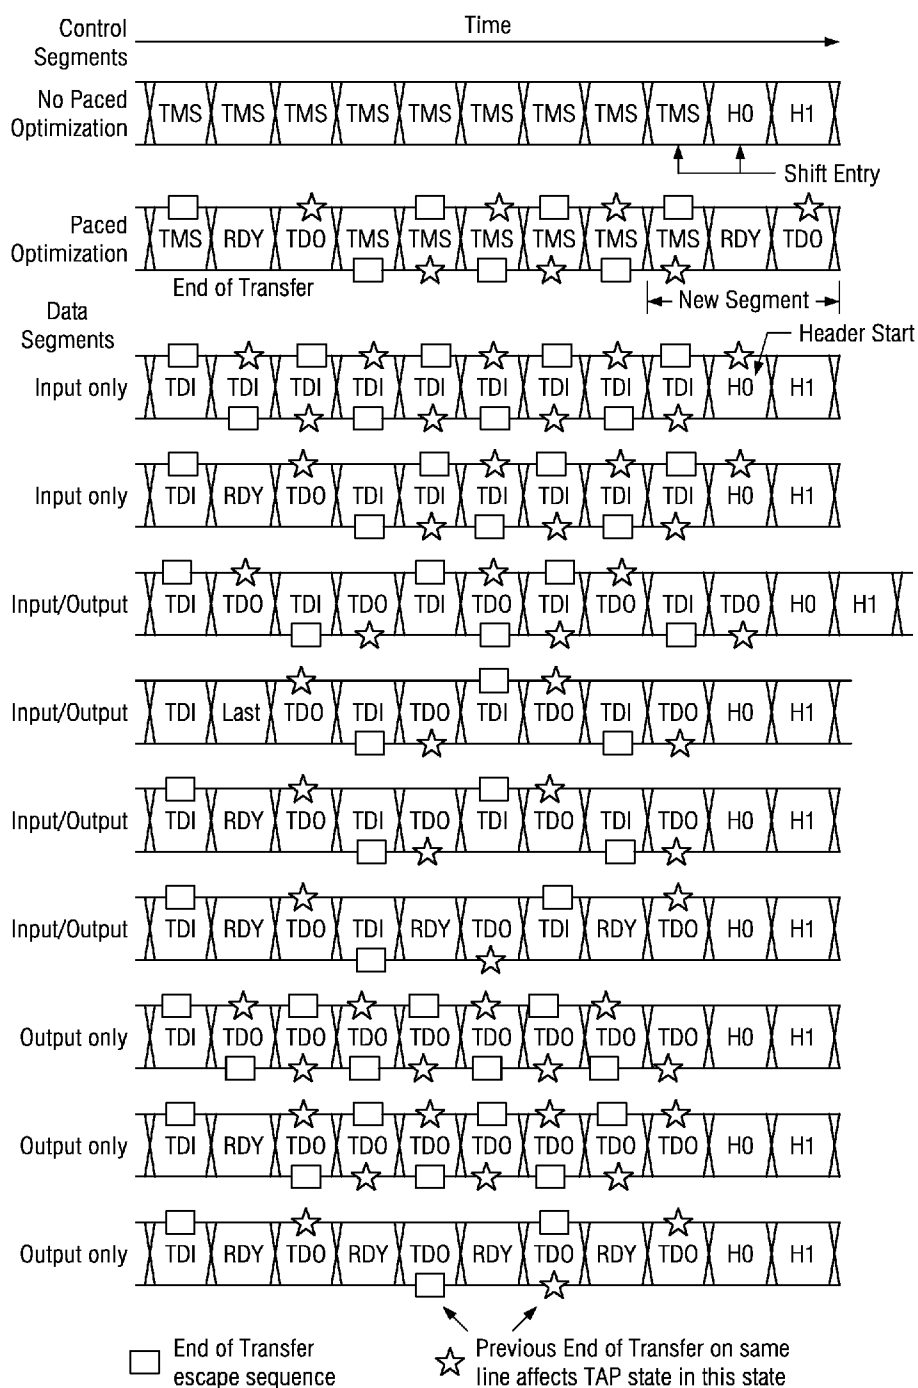 Control
Segments
Time
No Paced
Optimization
TMS TMS TMS TMS TMS TMS TMS TMS TMS H0 H1
Shift Entry
Paced
Optimization
TMS RDY TDO TMS TMS TMS TMS TMS TMS RDY TDO
End of Transfer
New Segment
Data
Segments
Header Start
Input only
TDI TDI TDI TDI TDI TDI TDI TDI TDI H0 H1
Input only
TDI RDY TDO TDI TDI TDI TDI TDI TDI H0 H1
Input/Output
TDI TDO TDI TDO TDI TDO TDI TDO TDI TDO H0 H1
Input/Output
TDI Last TDO TDI TDO TDI TDO TDI TDO H0 H1
Input/Output
TDI RDY TDO TDI TDO TDI TDO TDI TDO H0 H1
Input/Output
TDI RDY TDO TDI RDY TDO TDI RDY TDO H0 H1
Output only
TDI TDO TDO TDO TDO TDO TDO TDO TDO H0 H1
Output only
TDI RDY TDO TDO TDO TDO TDO TDO TDO H0 H1
Output only
TDI RDY TDO RDY TDO RDY TDO RDY TDO H0 H1
End of Transfer
escape sequence
Previous End of Transfer on same
line affects TAP state in this state